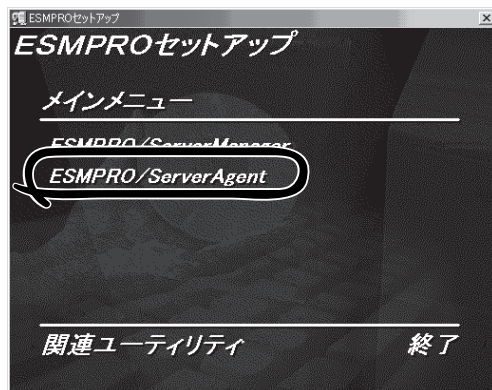 ESMPROセットアップ
ESMPROセットアップ
メインメニュー
ESMPRO/ServerManager
ESMPRO/ServerAgent
関連ユーティリティ
終了